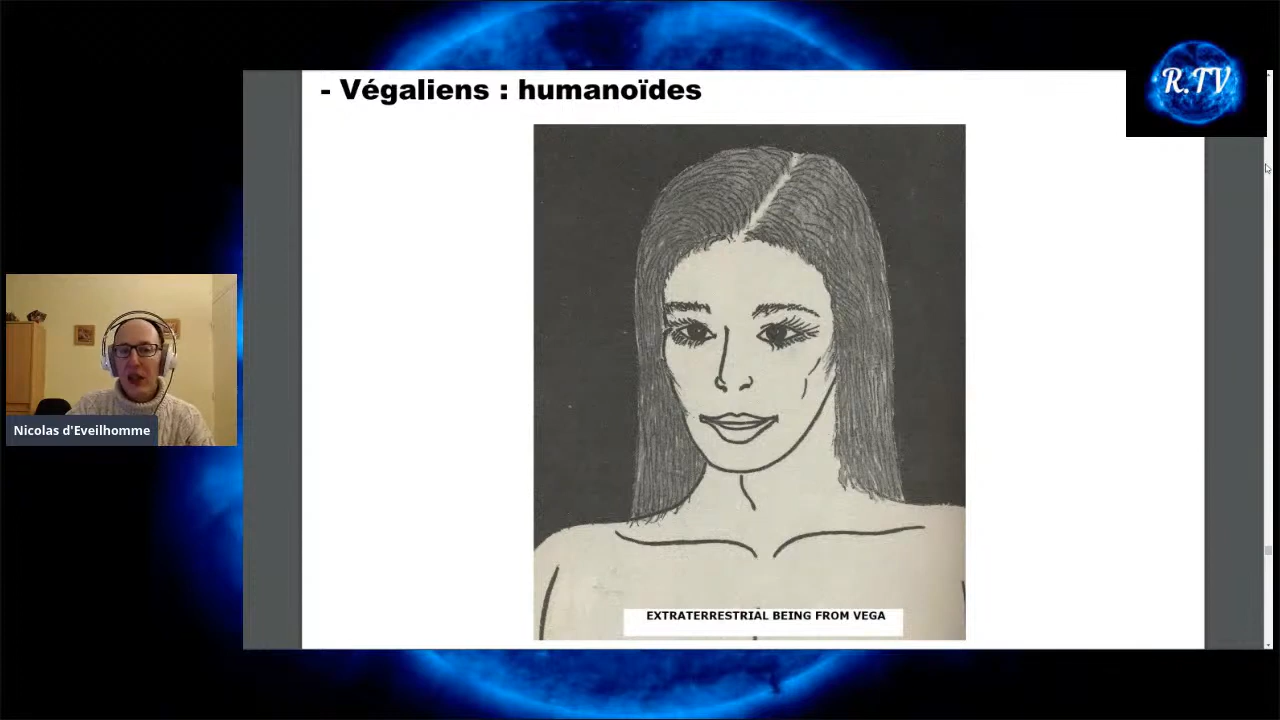 - Végaliens : humanoïdes
R.TV
Nicolas d'Eveilhomme
EXTRATERRESTRIAL BEING FROM VEGA